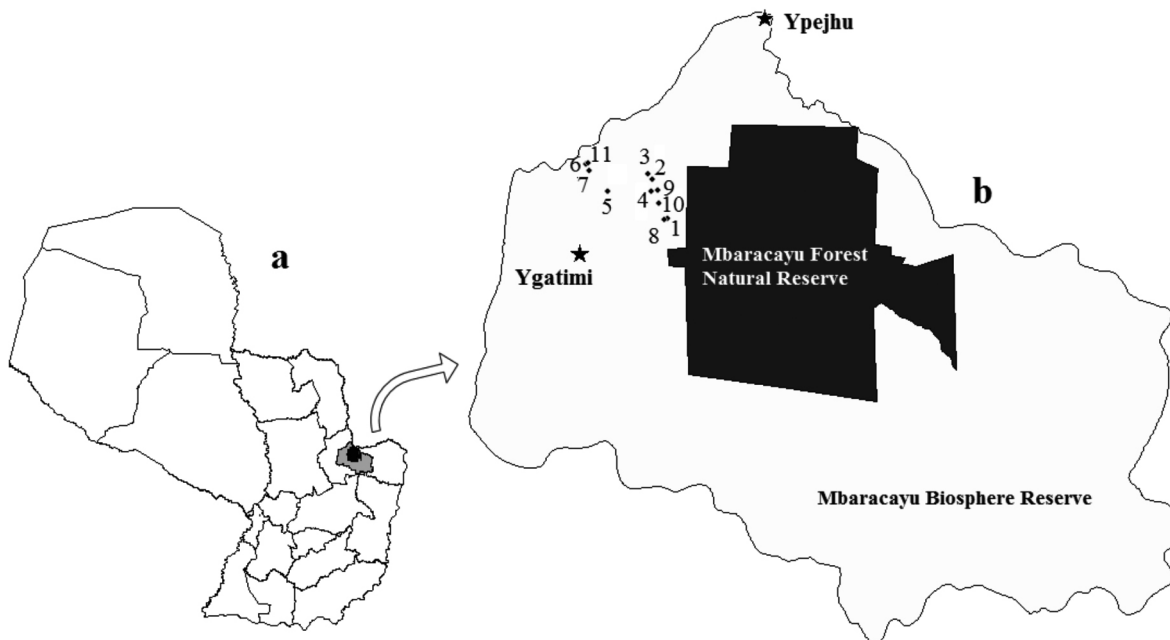 Ypejhu
6 11
3 2
7
9
5
4 10
8 1
b
a
Ygatimi
Mbaracayu Forest
Natural Reserve
Mbaracayu Biosphere Reserve